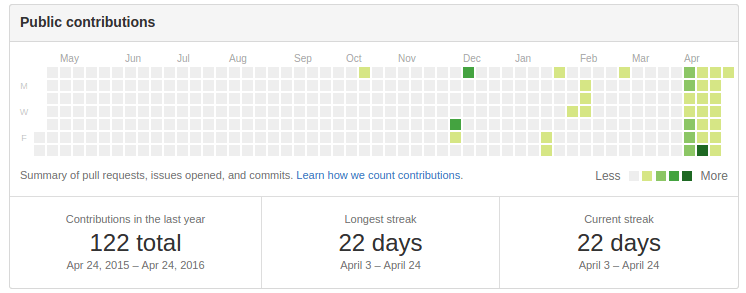 Public contributions
May Jun Jul Aug Sep Oct Nov Dec Jan Feb Mar Apr
M
W
F
Summary of pull requests, issues opened, and commits. Learn how we count contributions.
Less More
Contributions in the last year
122 total
Apr 24, 2015 – Apr 24, 2016
Longest streak
22 days
April 3 – April 24
Current streak
22 days
April 3 – April 24